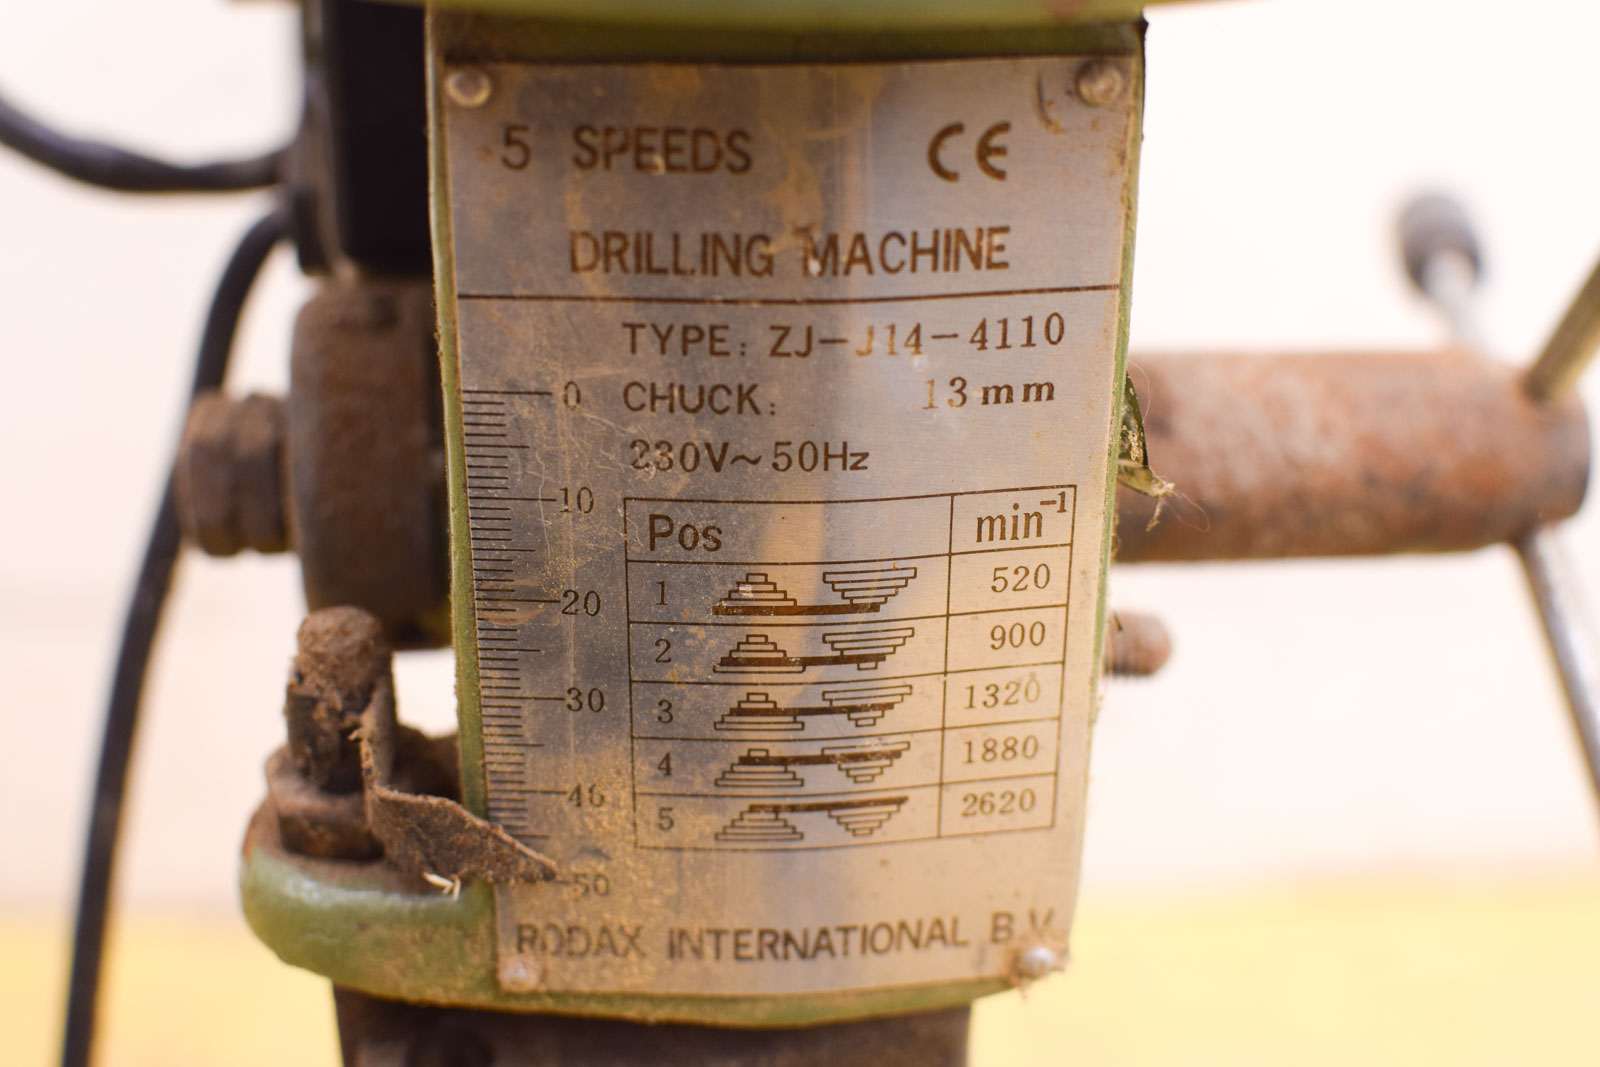 5 SPEEDS CE
DRILLING MACHINE
TYPE: ZJ-J14-4110
CHUCK: 13mm
230V~50Hz
0
10
20
30
40
50
Pos min⁻¹
1 520
2 900
3 1320
4 1880
5 2620
RODAX INTERNATIONAL B.V.